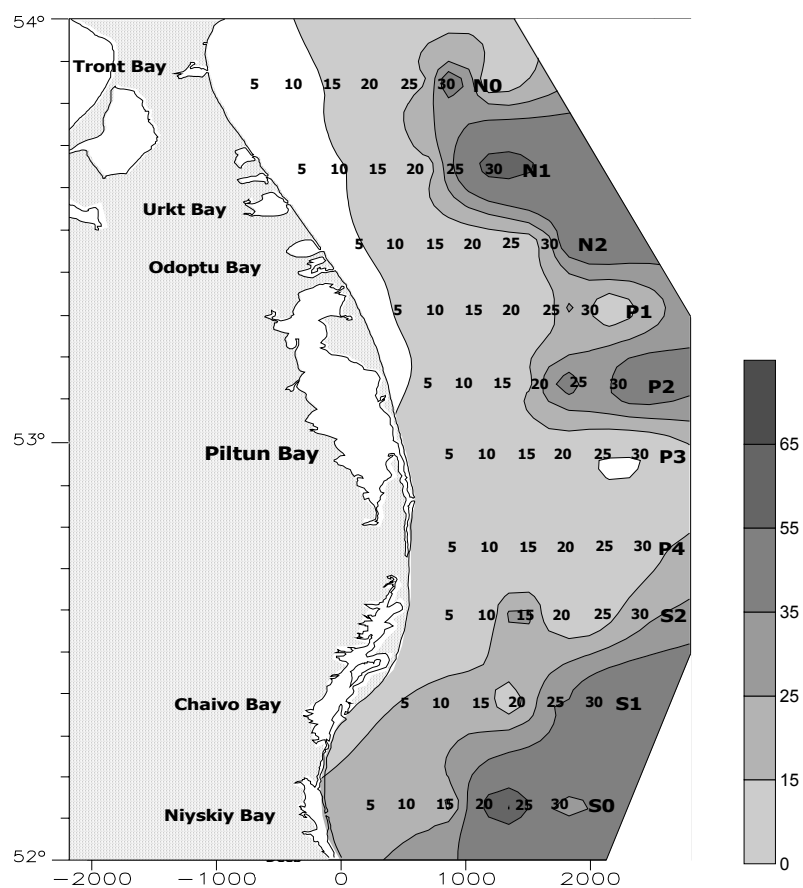 54°
Tront Bay
5 10 15 20 25 30 N0
5 10 15 20 25 30 N1
Urkt Bay
5 10 15 20 25 30 N2
Odoptu Bay
5 10 15 20 25 30 P1
5 10 15 20 25 30 P2
53°
Piltun Bay
5 10 15 20 25 30 P3
5 10 15 20 25 30 P4
5 10 15 20 25 30 S2
Chaivo Bay
5 10 15 20 25 30 S1
Niyskiy Bay
5 10 15 20 25 30 S0
52°
-2000 -1000 0 1000 2000
65
55
35
25
15
0